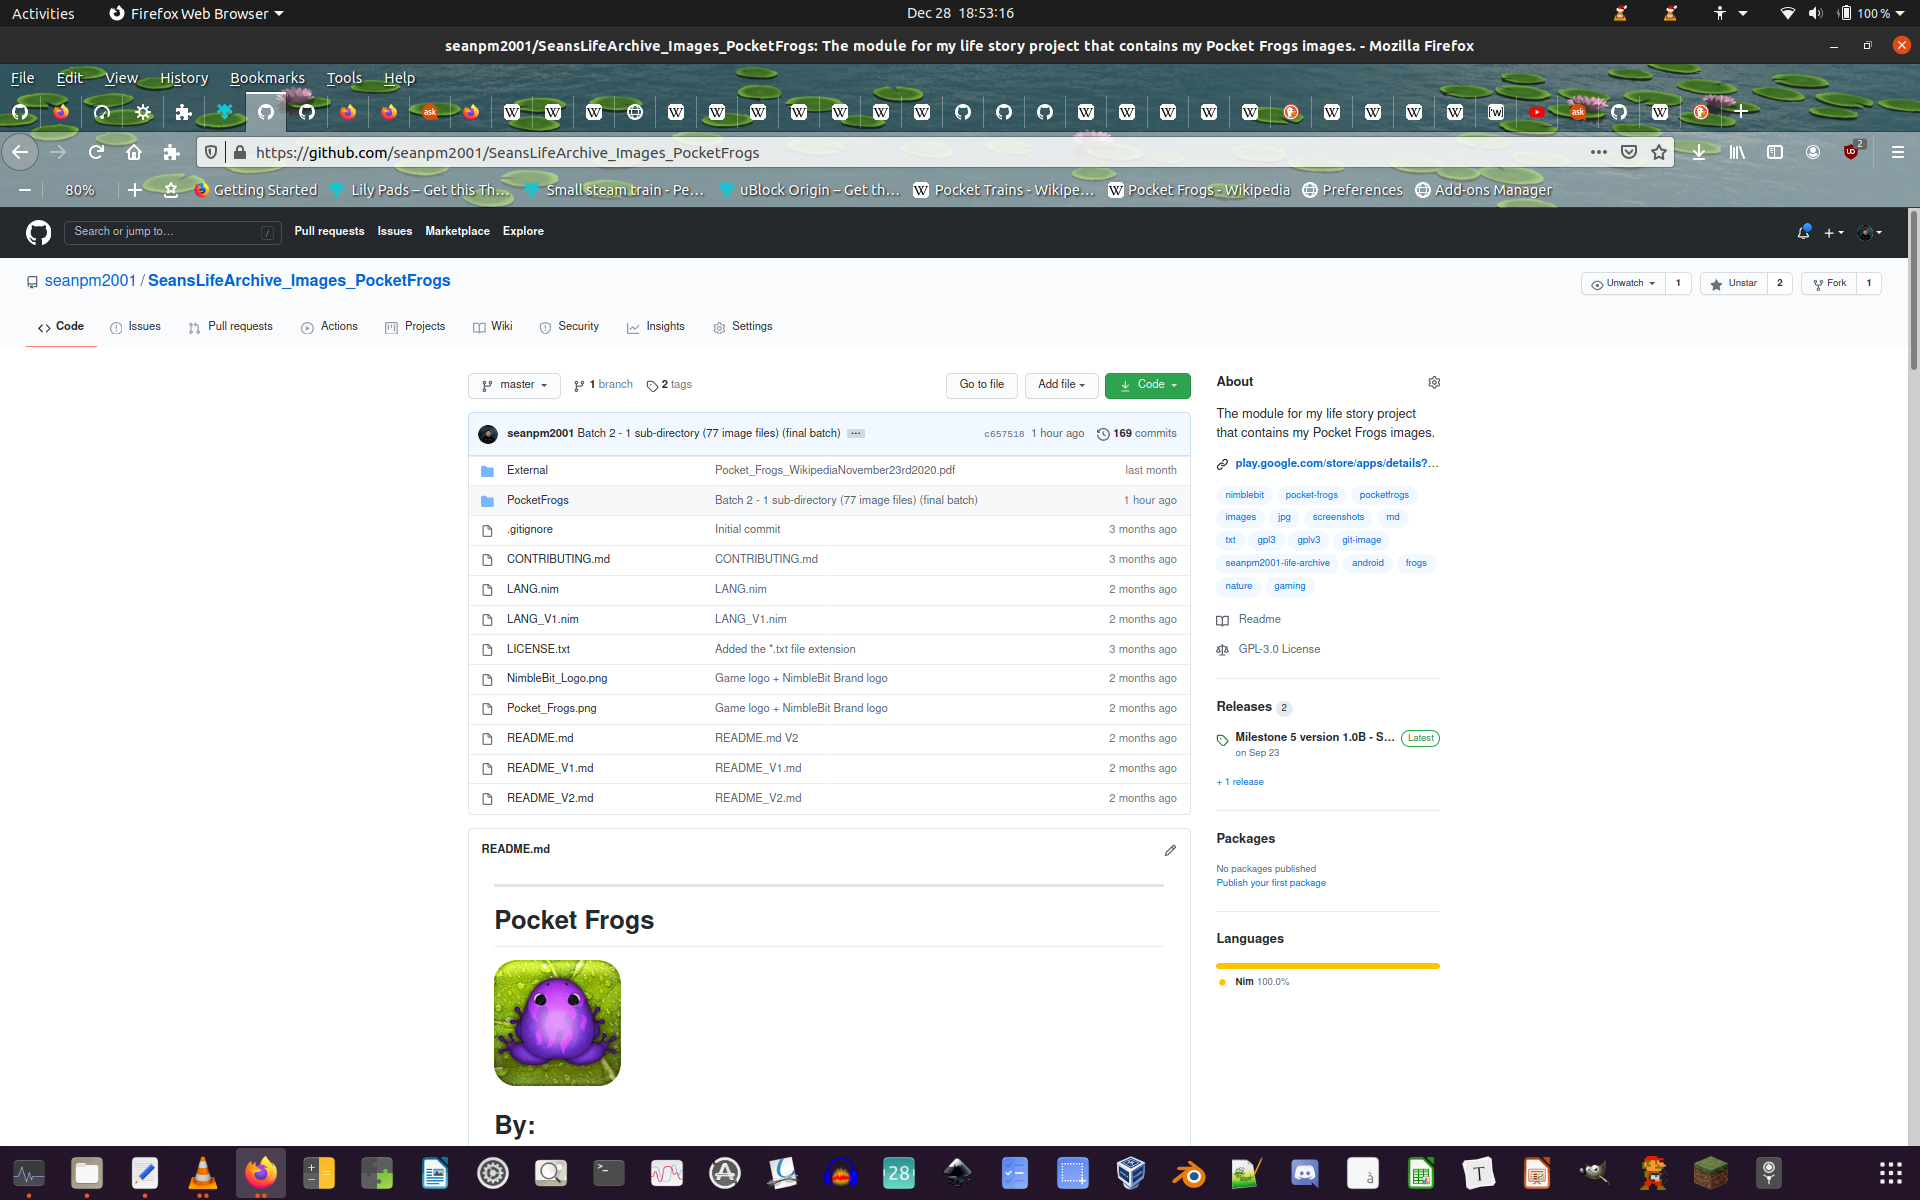 Activities
Firefox Web Browser
Dec 28 18:53:16
100 %
seanpm2001/SeansLifeArchive_Images_PocketFrogs: The module for my life story project that contains my Pocket Frogs images. - Mozilla Firefox
File Edit View History Bookmarks Tools Help
https://github.com/seanpm2001/SeansLifeArchive_Images_PocketFrogs
80%
Getting Started
Lily Pads – Get this Th…
Small steam train - Pe…
uBlock Origin – Get th…
Pocket Trains - Wikipe…
Pocket Frogs - Wikipedia
Preferences
Add-ons Manager
Search or jump to…
/
Pull requests Issues Marketplace Explore
seanpm2001 / SeansLifeArchive_Images_PocketFrogs
Unwatch 1
Unstar 2
Fork 1
Code Issues Pull requests Actions Projects Wiki Security Insights Settings
master
1 branch
2 tags
Go to file
Add file
Code
seanpm2001 Batch 2 - 1 sub-directory (77 image files) (final batch) ... c657518 1 hour ago 169 commits
External Pocket_Frogs_WikipediaNovember23rd2020.pdf last month
PocketFrogs Batch 2 - 1 sub-directory (77 image files) (final batch) 1 hour ago
.gitignore Initial commit 3 months ago
CONTRIBUTING.md CONTRIBUTING.md 3 months ago
LANG.nim LANG.nim 2 months ago
LANG_V1.nim LANG_V1.nim 2 months ago
LICENSE.txt Added the *.txt file extension 3 months ago
NimbleBit_Logo.png Game logo + NimbleBit Brand logo 2 months ago
Pocket_Frogs.png Game logo + NimbleBit Brand logo 2 months ago
README.md README.md V2 2 months ago
README_V1.md README_V1.md 2 months ago
README_V2.md README_V2.md 2 months ago
README.md
Pocket Frogs
By:
About
The module for my life story project
that contains my Pocket Frogs images.
play.google.com/store/apps/details?…
nimblebit pocket-frogs pocketfrogs
images jpg screenshots md
txt gpl3 gplv3 git-image
seanpm2001-life-archive android frogs
nature gaming
Readme
GPL-3.0 License
Releases 2
Milestone 5 version 1.0B - S… Latest
on Sep 23
+ 1 release
Packages
No packages published
Publish your first package
Languages
Nim 100.0%
28